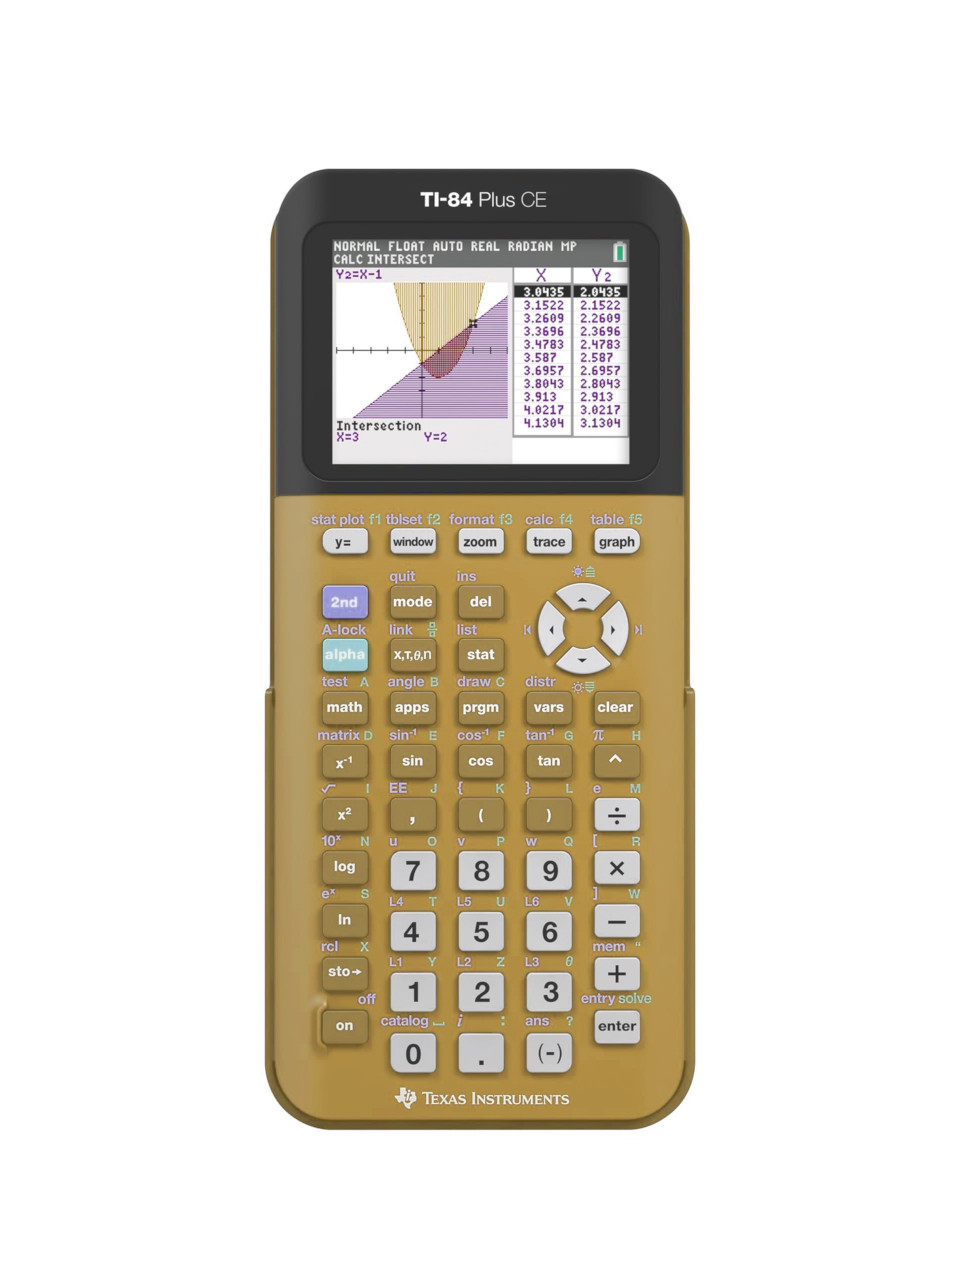 TI-84 Plus CE
NORMAL FLOAT AUTO REAL RADIAN MP
CALC INTERSECT
Y2=X-1
X Y2
3.0435 2.0435
3.1522 2.1522
3.2609 2.2609
3.3696 2.3696
3.4783 2.4783
3.587 2.587
3.6957 2.6957
3.8043 2.8043
3.913 2.913
4.0217 3.0217
4.1304 3.1304
Intersection
X=3 Y=2
stat plot f1 tblset f2 format f3 calc f4 table f5
y= window zoom trace graph
quit ins
2nd mode del
A-lock link list
alpha X,T,θ,n stat
test A angle B draw C distr
math apps prgm vars clear
matrix D sin⁻¹ E cos⁻¹ F tan⁻¹ G π H
x⁻¹ sin cos tan ^
√ I EE J { K } L e M
x² , ( ) ÷
10ˣ N u O v P w Q [ R
log 7 8 9 ×
eˣ S L4 T L5 U L6 V ] W
ln 4 5 6 −
rcl X L1 Y L2 Z L3 θ mem "
sto→ 1 2 3 +
off catalog i : ans ? entry solve
on 0 . (-) enter
TEXAS INSTRUMENTS